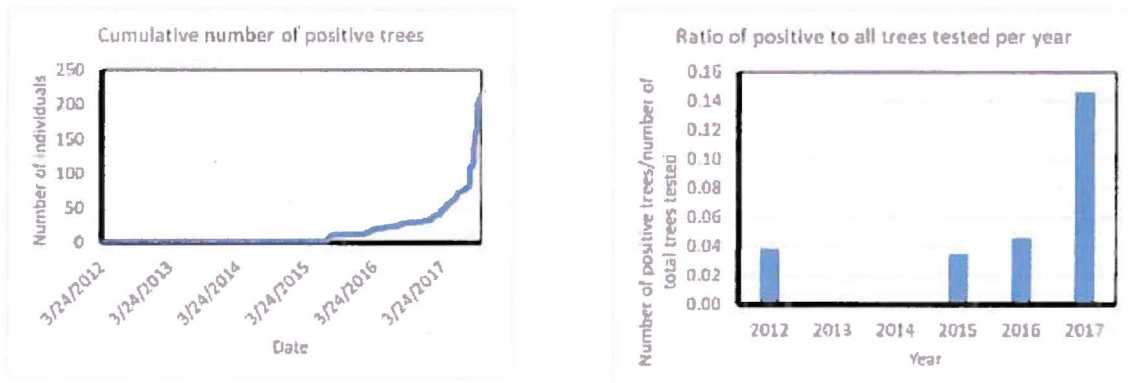 Cumulative number of positive trees
Number of individuals
250
200
150
100
50
0
3/24/2012
3/24/2013
3/24/2014
3/24/2015
3/24/2016
3/24/2017
Date
Ratio of positive to all trees tested per year
Number of positive trees/number of
total trees tested
0.16
0.14
0.12
0.10
0.08
0.06
0.04
0.02
0.00
2012 2013 2014 2015 2016 2017
Year